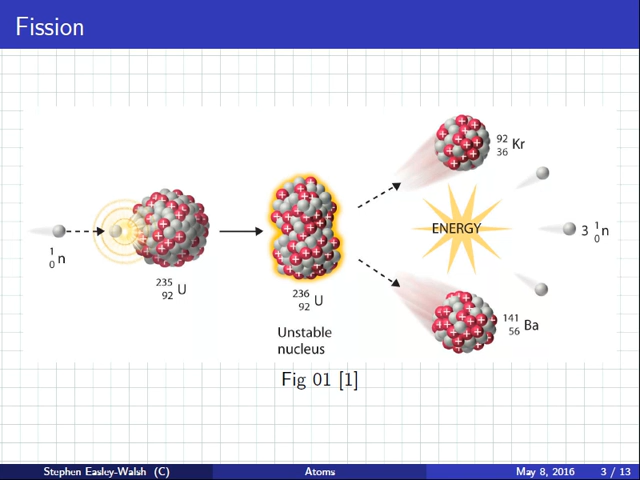 Fission
92
36 Kr
ENERGY
3 1
0 n
1
0 n
235
92 U
236
92 U
141
56 Ba
Unstable
nucleus
Fig 01 [1]
Stephen Easley-Walsh (C) Atoms May 8, 2016 3 / 13